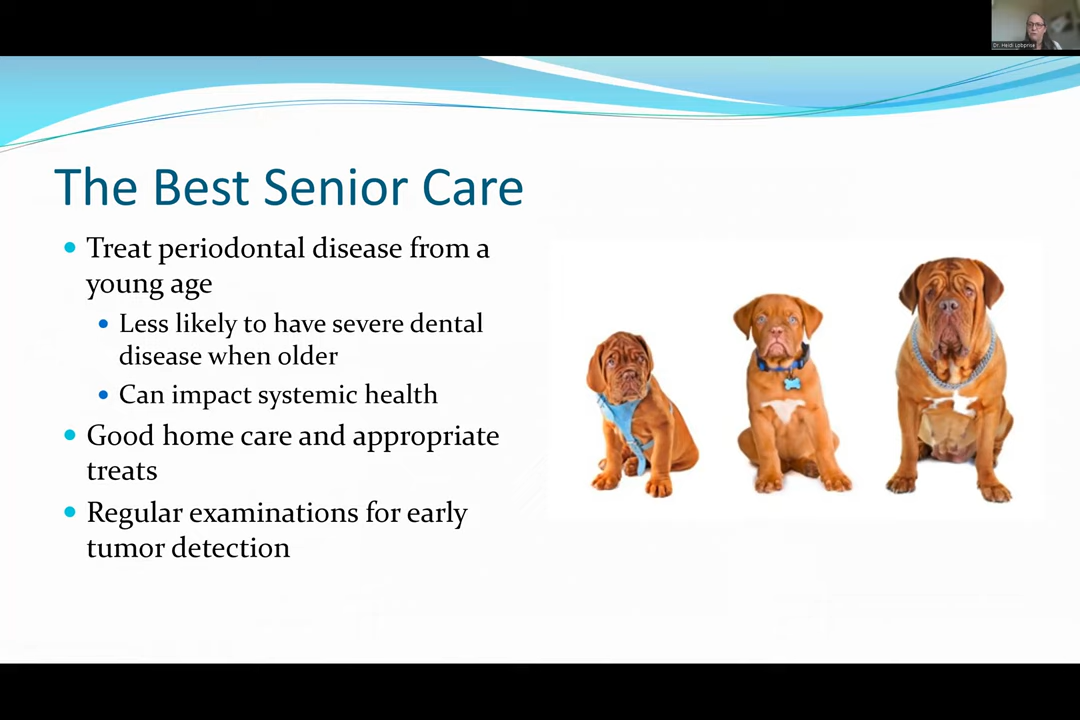 Dr. Heidi Lobprise
The Best Senior Care
Treat periodontal disease from a
young age
Less likely to have severe dental
disease when older
Can impact systemic health
Good home care and appropriate
treats
Regular examinations for early
tumor detection